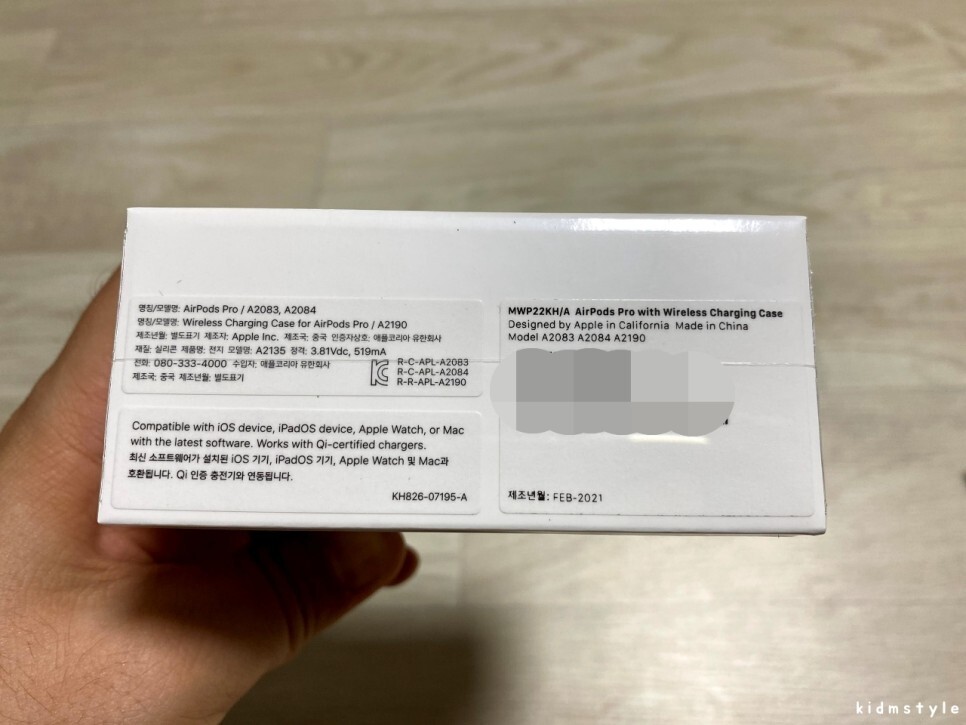 명칭/모델명: AirPods Pro / A2083, A2084
명칭/모델명: Wireless Charging Case for AirPods Pro / A2190
제조년월: 별도표기 제조자: Apple Inc. 제조국: 중국 인증자상호: 애플코리아 유한회사
재질: 실리콘 제품명: 전지 모델명: A2135 정격: 3.81Vdc, 519mA
전화: 080-333-4000 수입자: 애플코리아 유한회사
제조국: 중국 제조년월: 별도표기
R-C-APL-A2083
R-C-APL-A2084
R-R-APL-A2190
Compatible with iOS device, iPadOS device, Apple Watch, or Mac
with the latest software. Works with Qi-certified chargers.
최신 소프트웨어가 설치된 iOS 기기, iPadOS 기기, Apple Watch 및 Mac과
호환됩니다. Qi 인증 충전기와 연동됩니다.
KH826-07195-A
MWP22KH/A AirPods Pro with Wireless Charging Case
Designed by Apple in California Made in China
Model A2083 A2084 A2190
제조년월: FEB-2021
kidmstyle